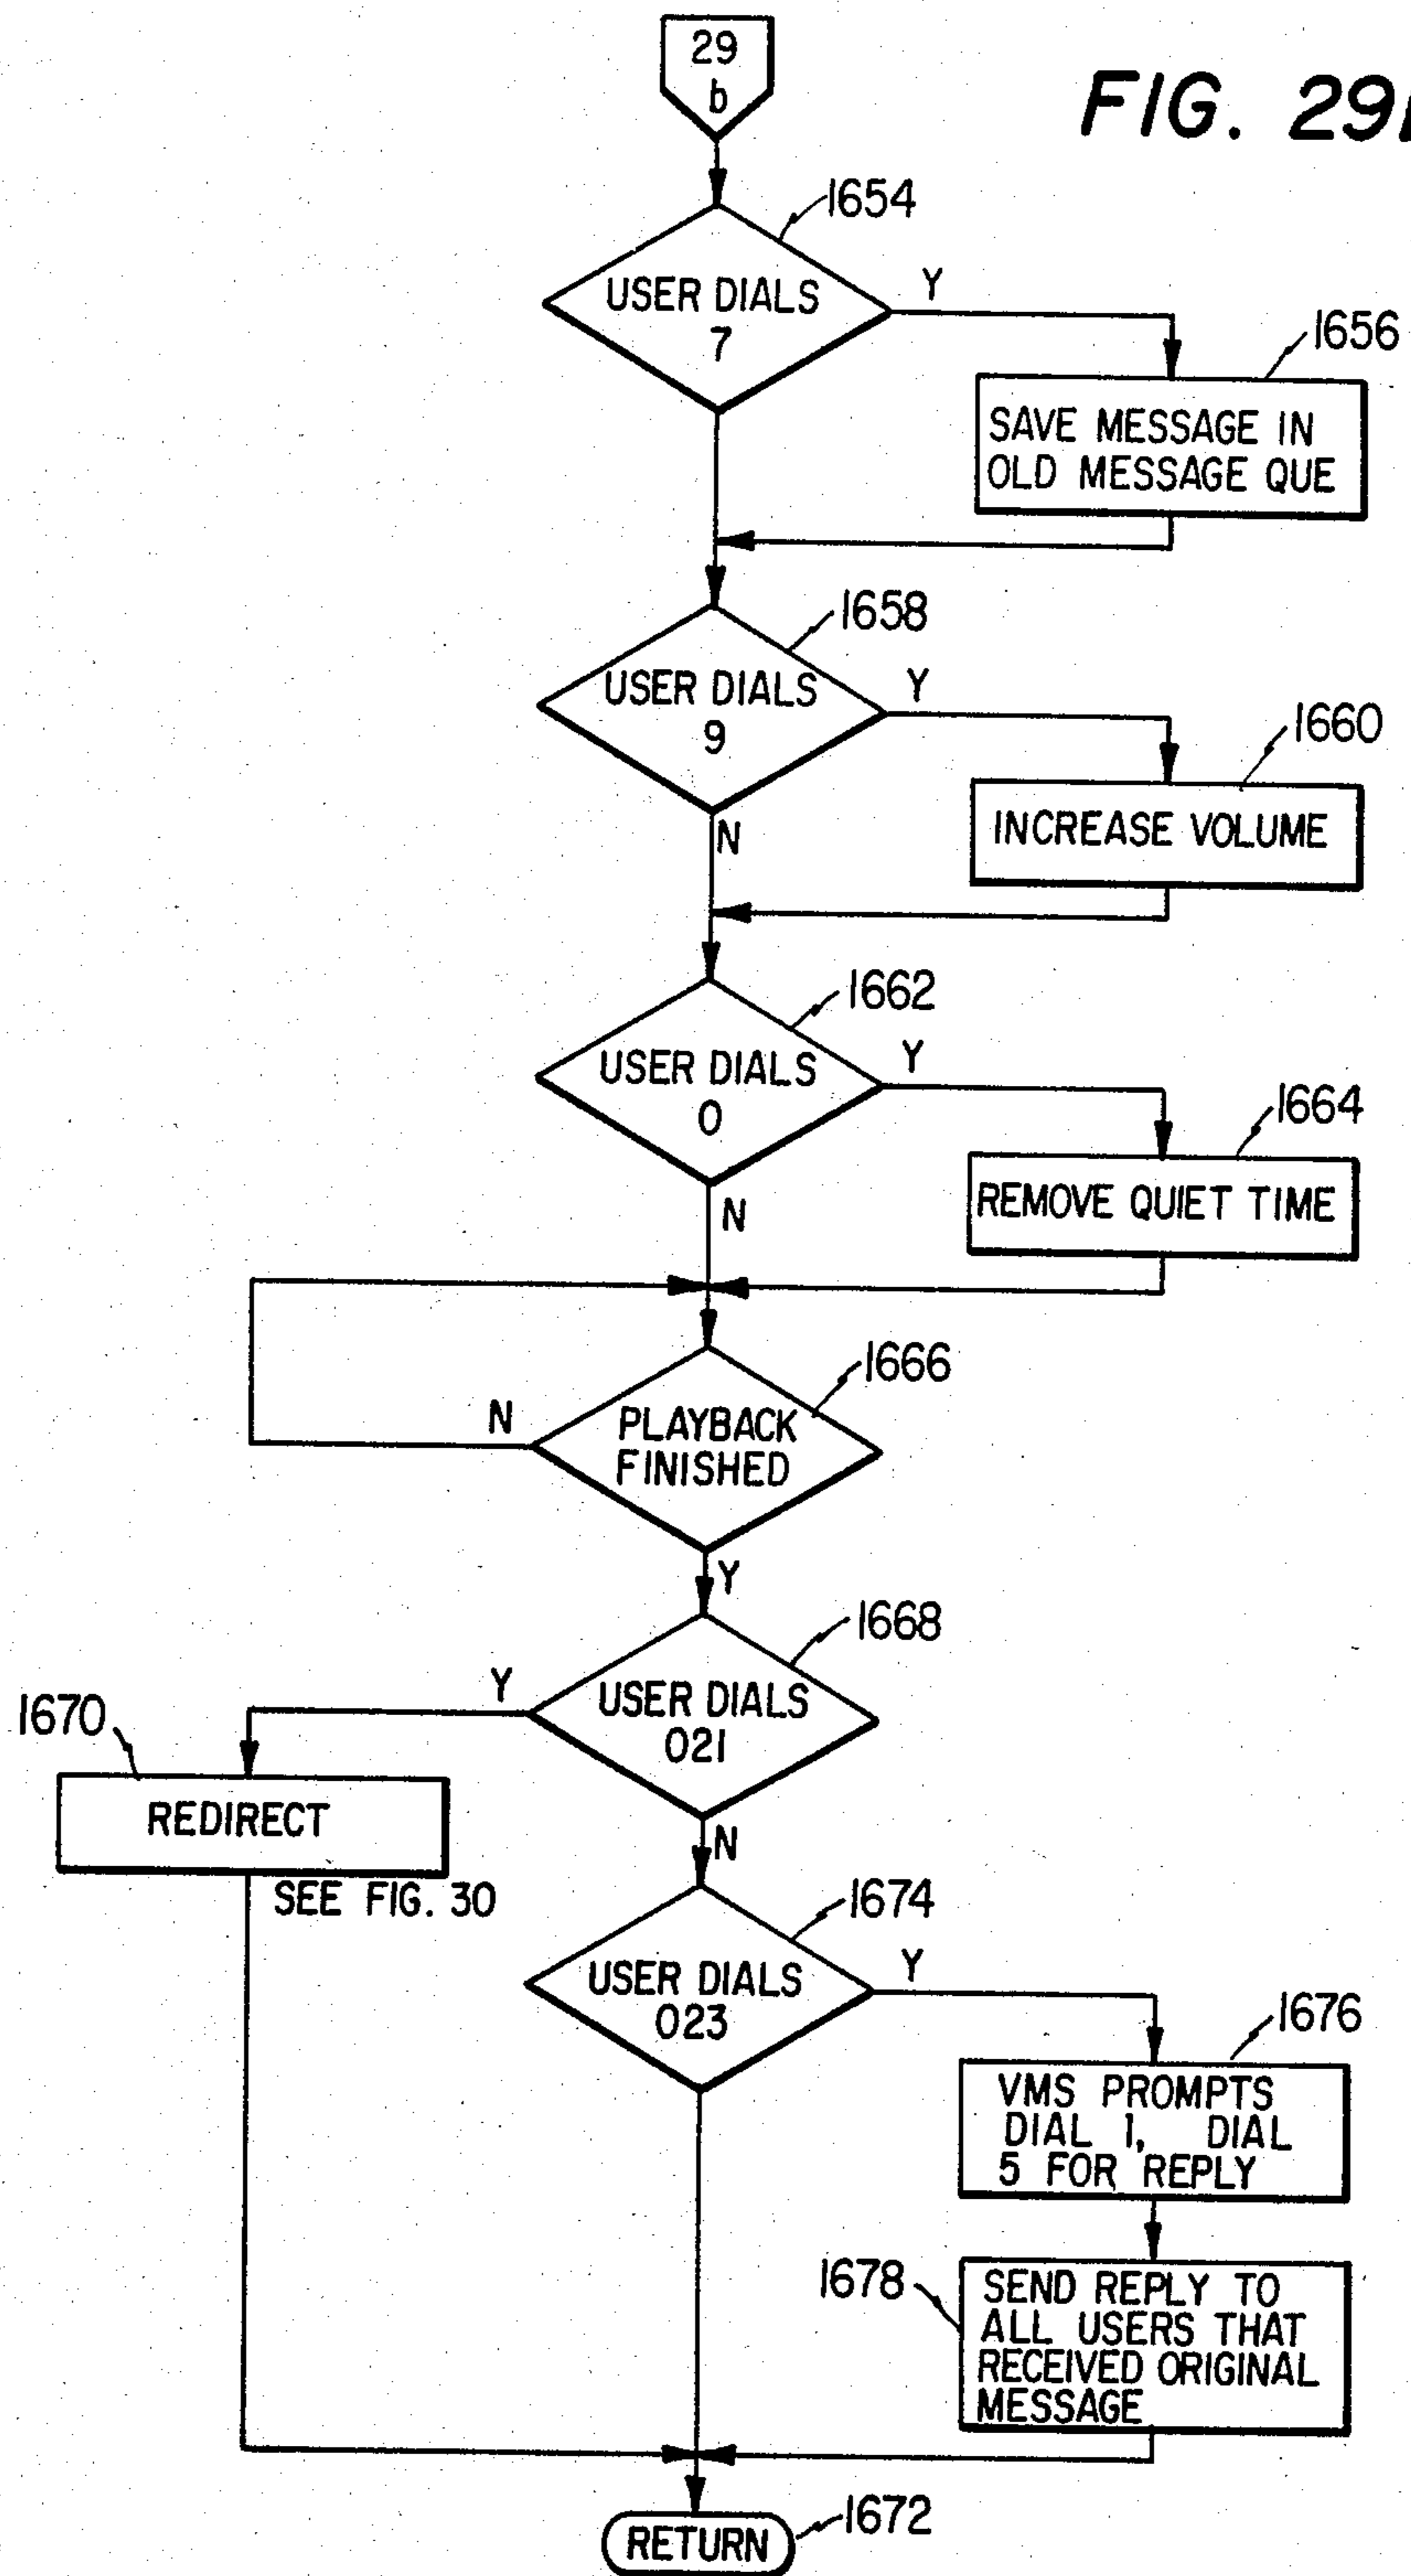 29
b
FIG. 29
1654
USER DIALS
7
Y
1656
SAVE MESSAGE IN
OLD MESSAGE QUE
1658
USER DIALS
9
Y
1660
INCREASE VOLUME
N
1662
USER DIALS
0
Y
1664
REMOVE QUIET TIME
N
1666
PLAYBACK
FINISHED
N
Y
1668
USER DIALS
021
Y
1670
REDIRECT
SEE FIG. 30
N
1674
USER DIALS
023
Y
1676
VMS PROMPTS
DIAL 1, DIAL
5 FOR REPLY
1678
SEND REPLY TO
ALL USERS THAT
RECEIVED ORIGINAL
MESSAGE
1672
RETURN